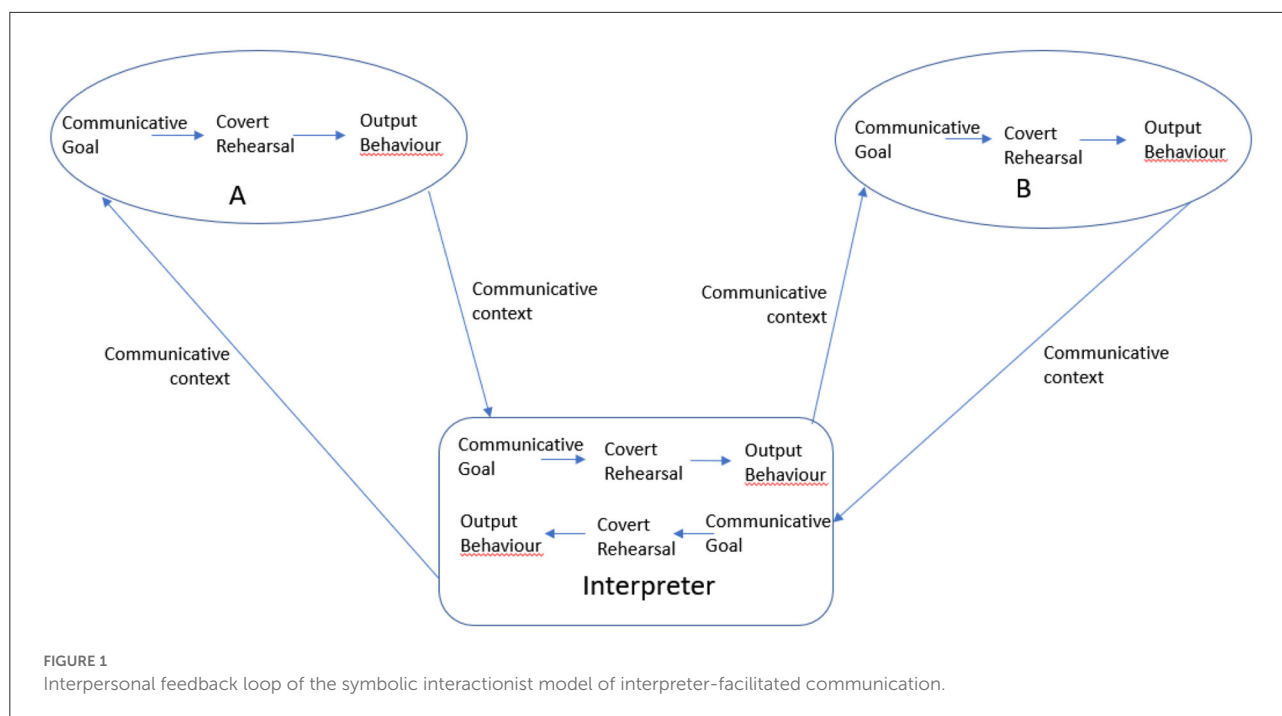 Communicative
Goal
Covert
Rehearsal
Output
Behaviour
A
Communicative
Goal
Covert
Rehearsal
Output
Behaviour
B
Communicative
context
Communicative
context
Communicative
context
Communicative
context
Communicative
Goal
Covert
Rehearsal
Output
Behaviour
Output
Behaviour
Covert
Rehearsal
Communicative
Goal
Interpreter
FIGURE 1
Interpersonal feedback loop of the symbolic interactionist model of interpreter-facilitated communication.